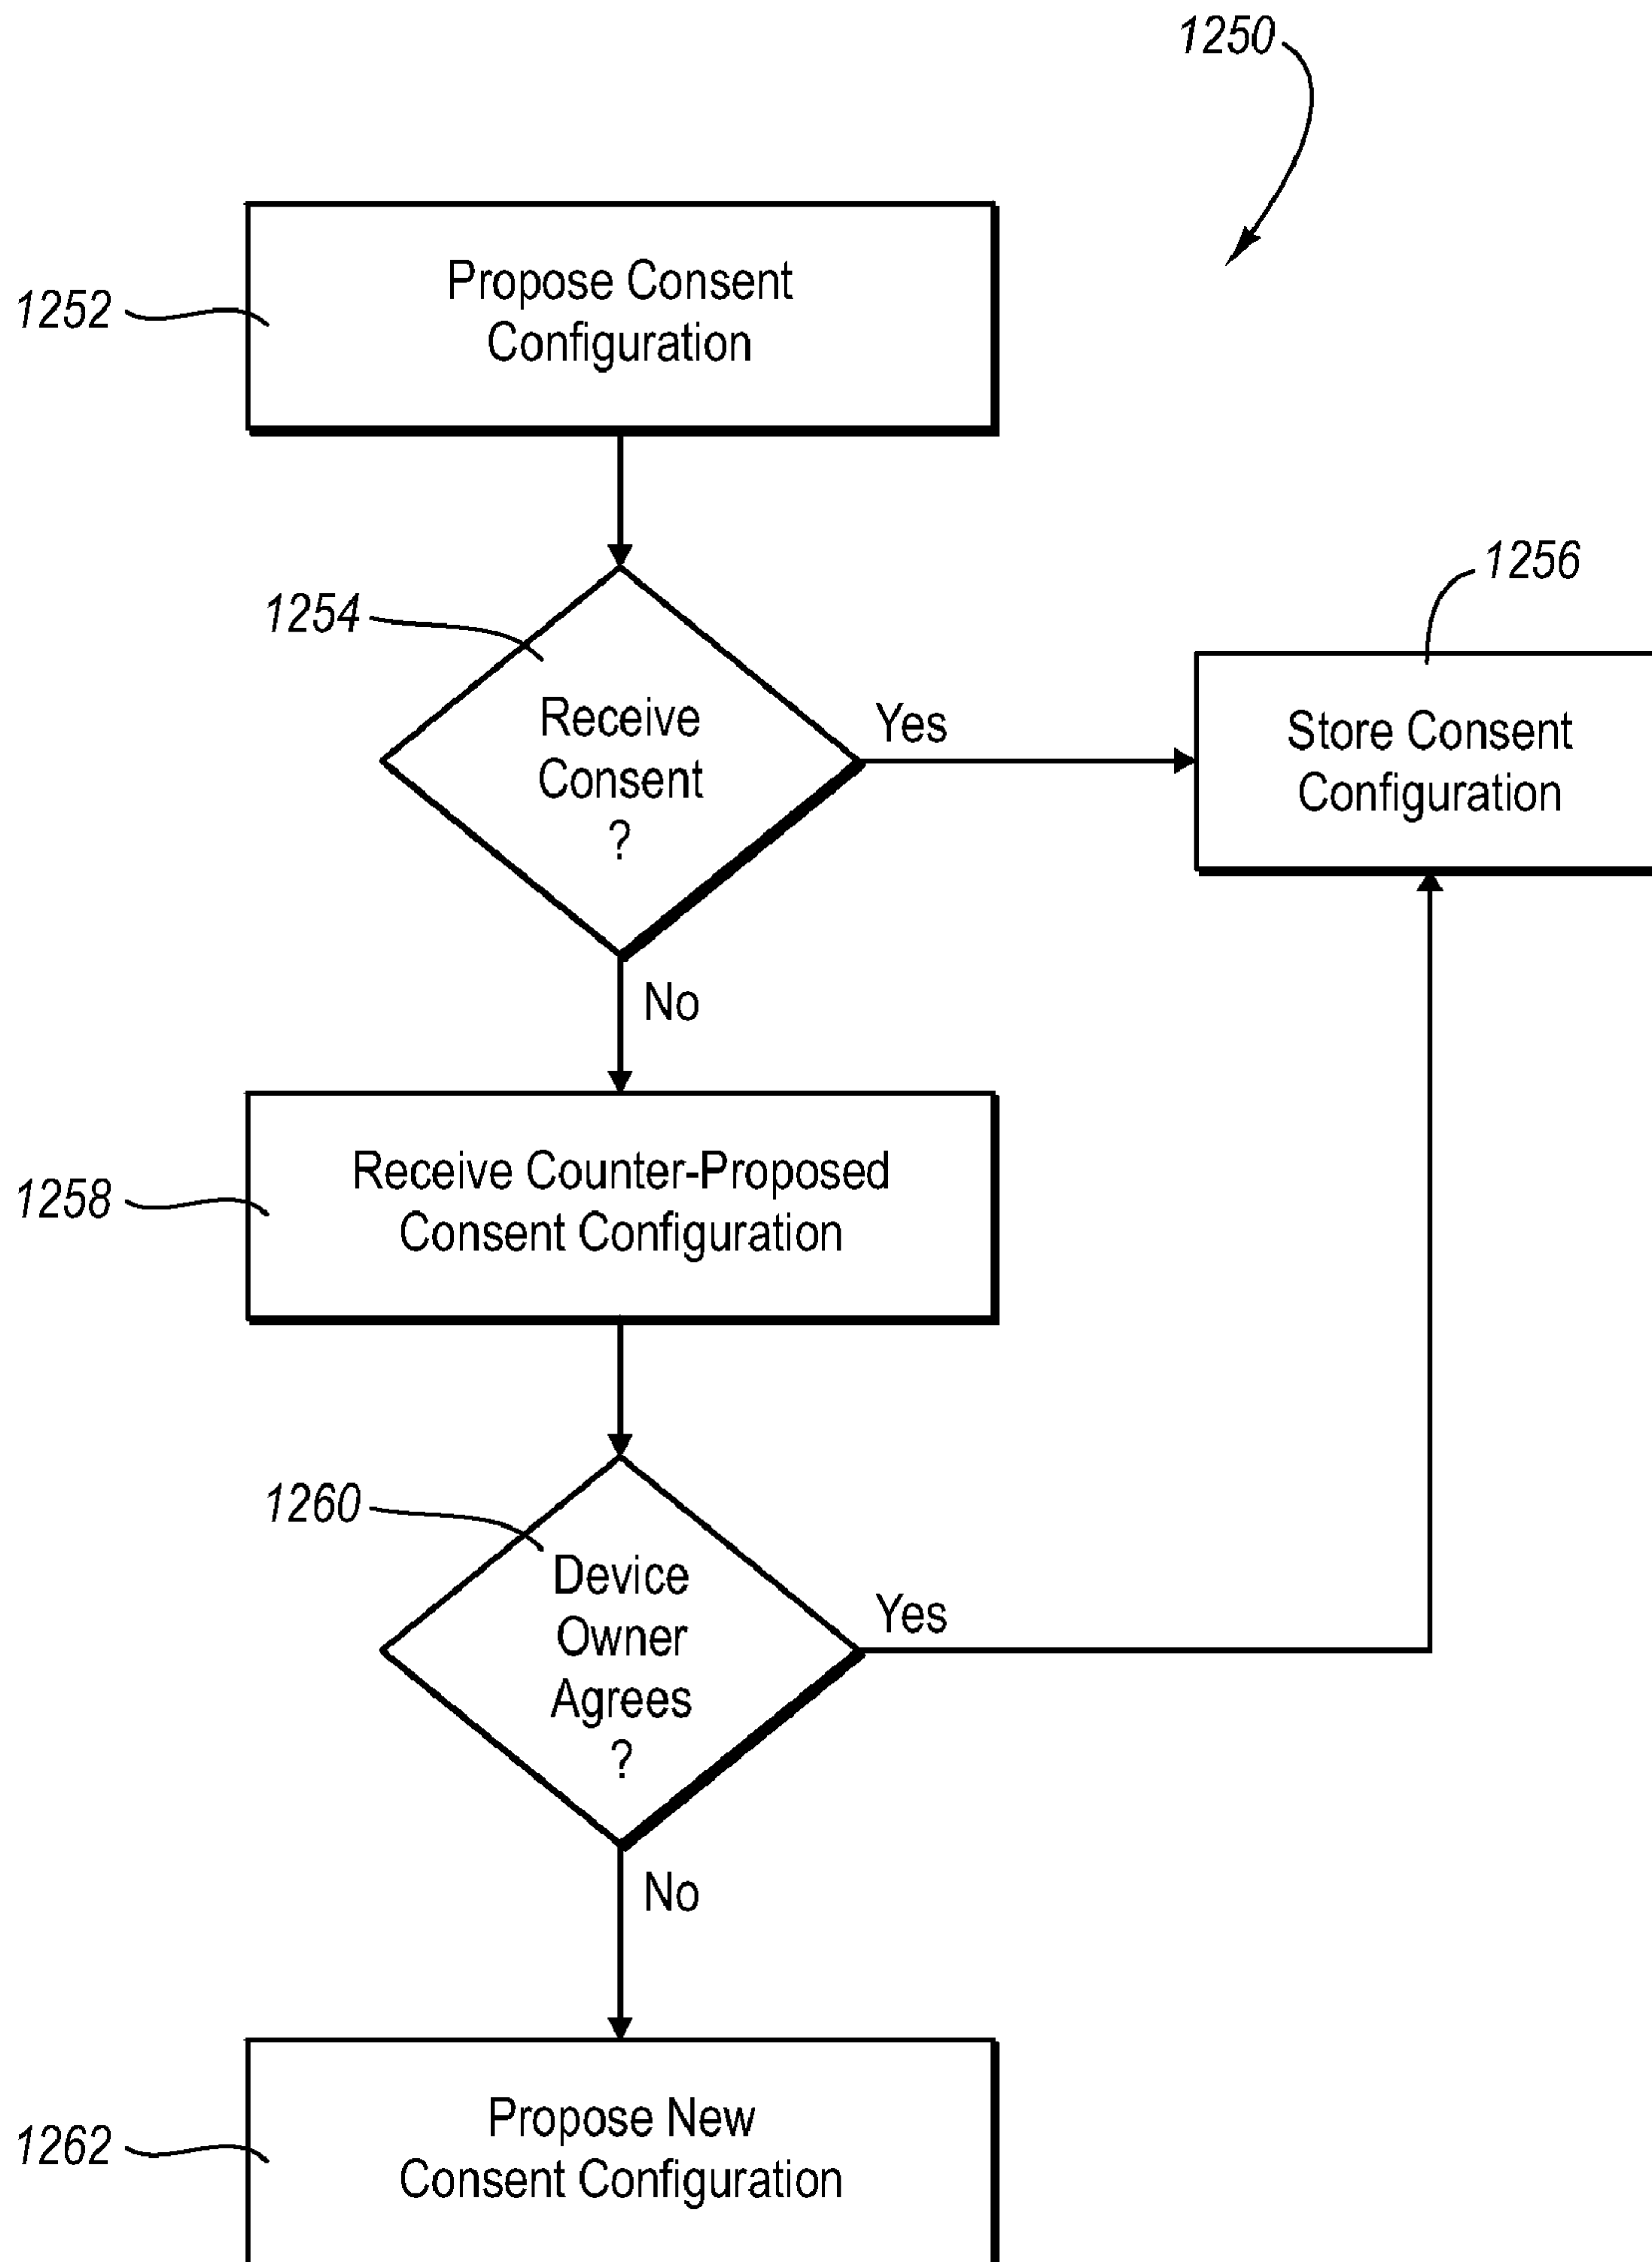 1250
Propose Consent
Configuration
1252
1256
1254
Receive
Consent
?
Yes
Store Consent
Configuration
No
Receive Counter-Proposed
Consent Configuration
1258
1260
Device
Owner
Agrees
?
Yes
No
Propose New
Consent Configuration
1262